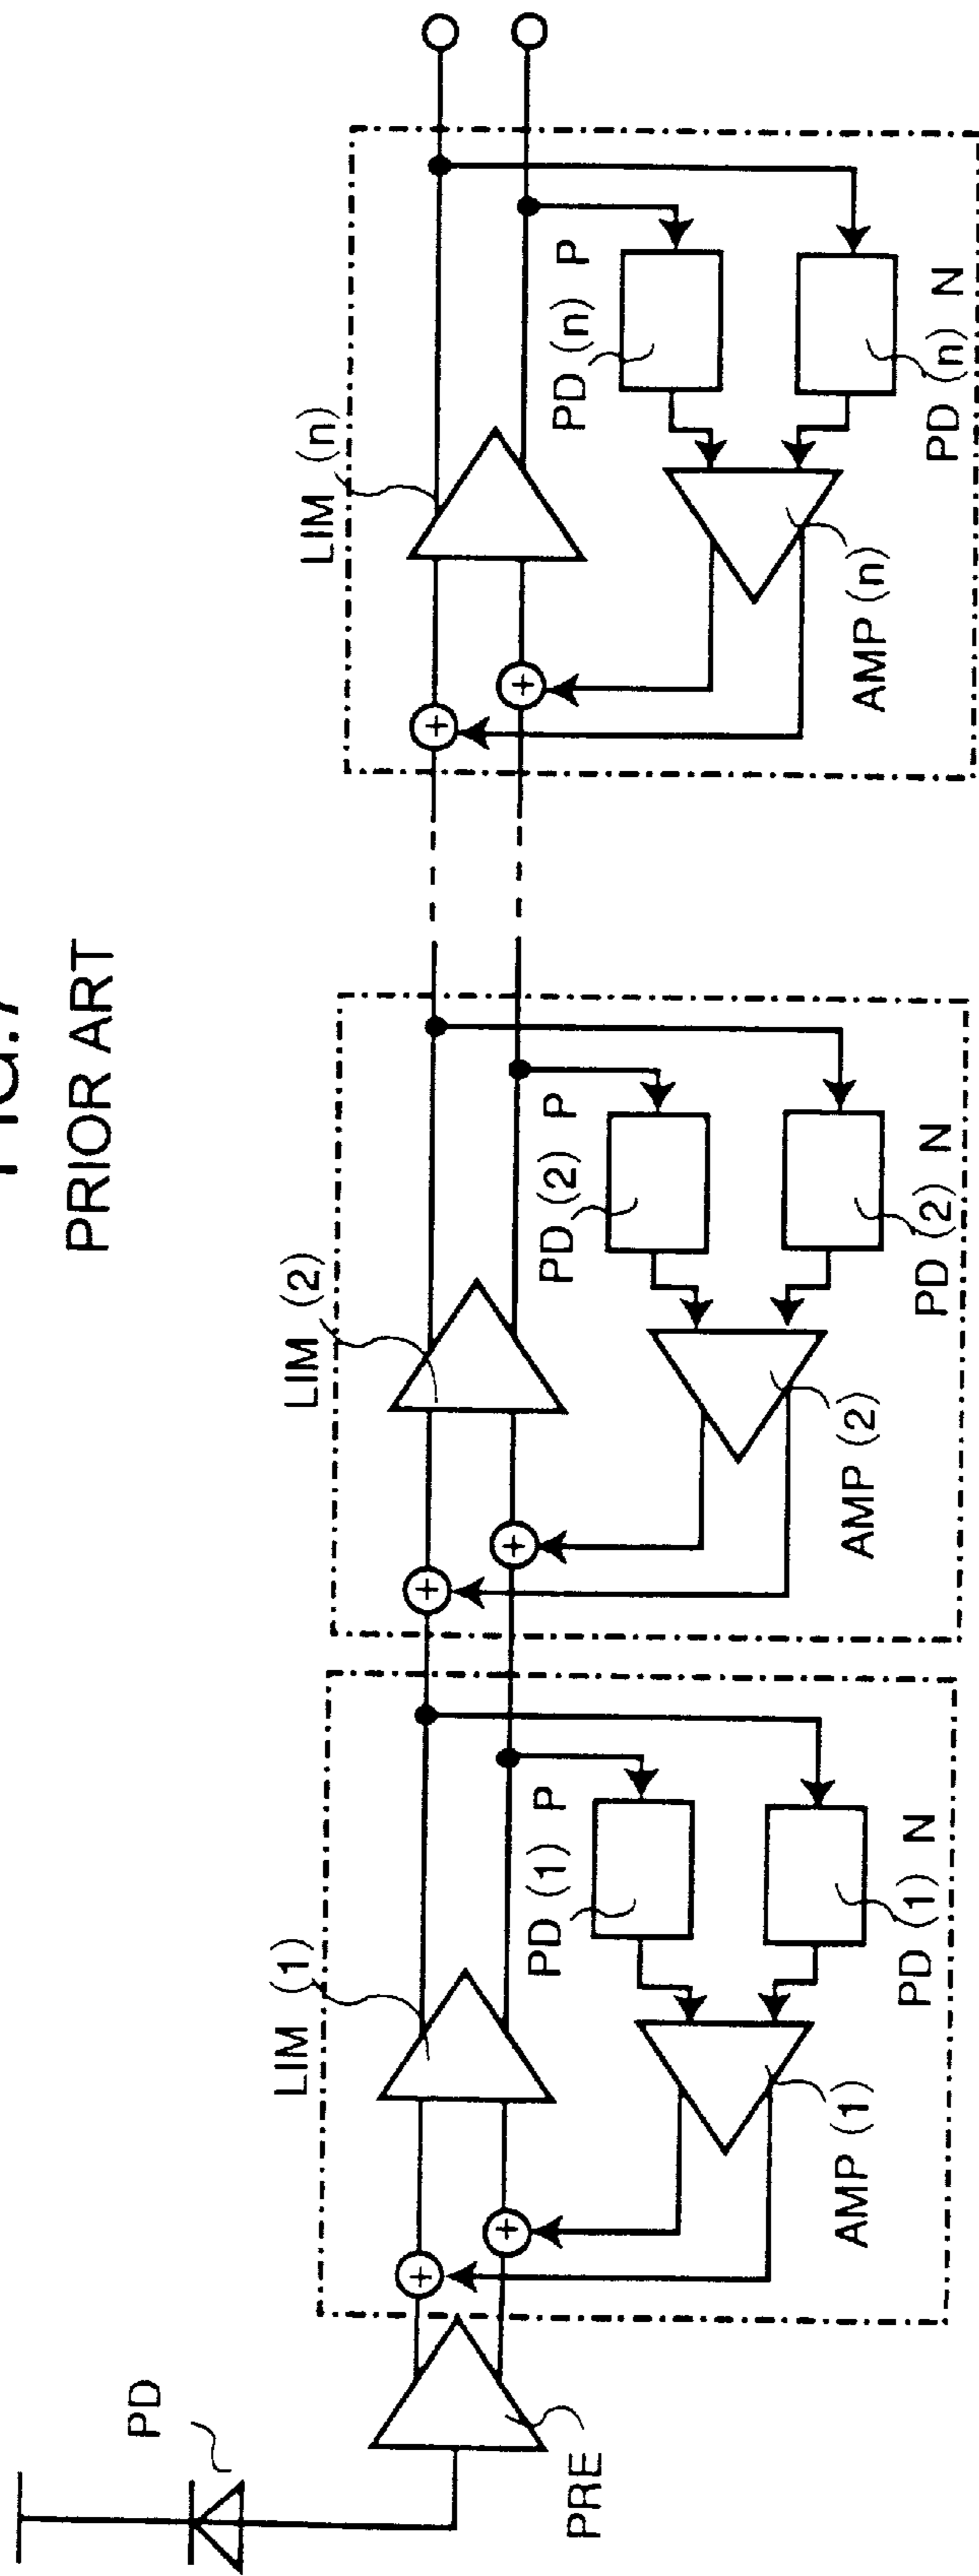 FIG.7
PRIOR ART
PD
PRE
LIM (1)
PD (1) P
PD (1) N
AMP (1)
LIM (2)
PD (2) P
PD (2) N
AMP (2)
LIM (n)
PD (n) P
PD (n) N
AMP (n)